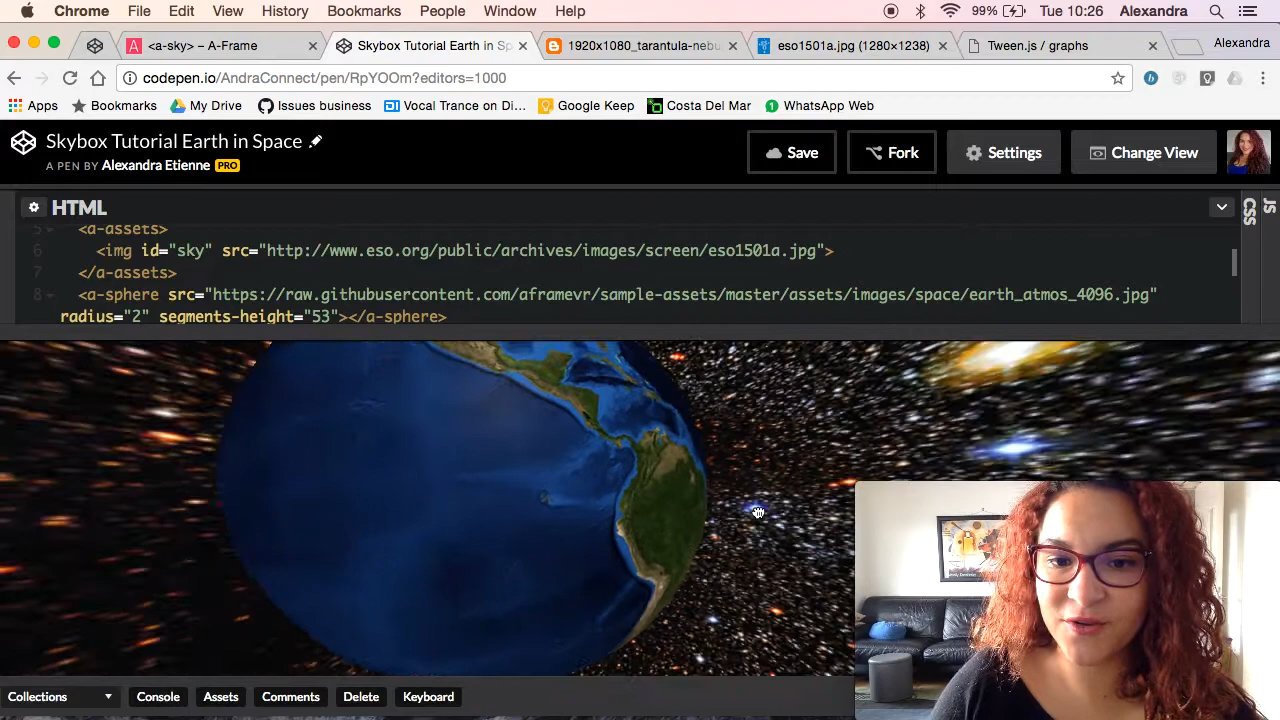 Chrome File Edit View History Bookmarks People Window Help 99% Tue 10:26 Alexandra
<a-sky> – A-Frame Skybox Tutorial Earth in Sp 1920x1080_tarantula-neb eso1501a.jpg (1280×1238) Tween.js / graphs Alexandra
codepen.io/AndraConnect/pen/RpYOOm?editors=1000
Apps Bookmarks My Drive Issues business Vocal Trance on Di... Google Keep Costa Del Mar WhatsApp Web
Skybox Tutorial Earth in Space
A PEN BY Alexandra Etienne PRO
Save Fork Settings Change View
HTML
CSS
JS
5 <a-assets>
6 <img id="sky" src="http://www.eso.org/public/archives/images/screen/eso1501a.jpg">
7 </a-assets>
8 <a-sphere src="https://raw.githubusercontent.com/aframevr/sample-assets/master/assets/images/space/earth_atmos_4096.jpg"
radius="2" segments-height="53"></a-sphere>
Collections Console Assets Comments Delete Keyboard